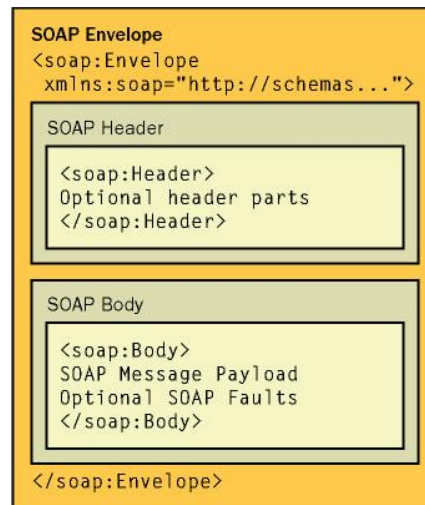 SOAP Envelope
<soap:Envelope
xmlns:soap="http://schemas...">
SOAP Header
<soap:Header>
Optional header parts
</soap:Header>
SOAP Body
<soap:Body>
SOAP Message Payload
Optional SOAP Faults
</soap:Body>
</soap:Envelope>